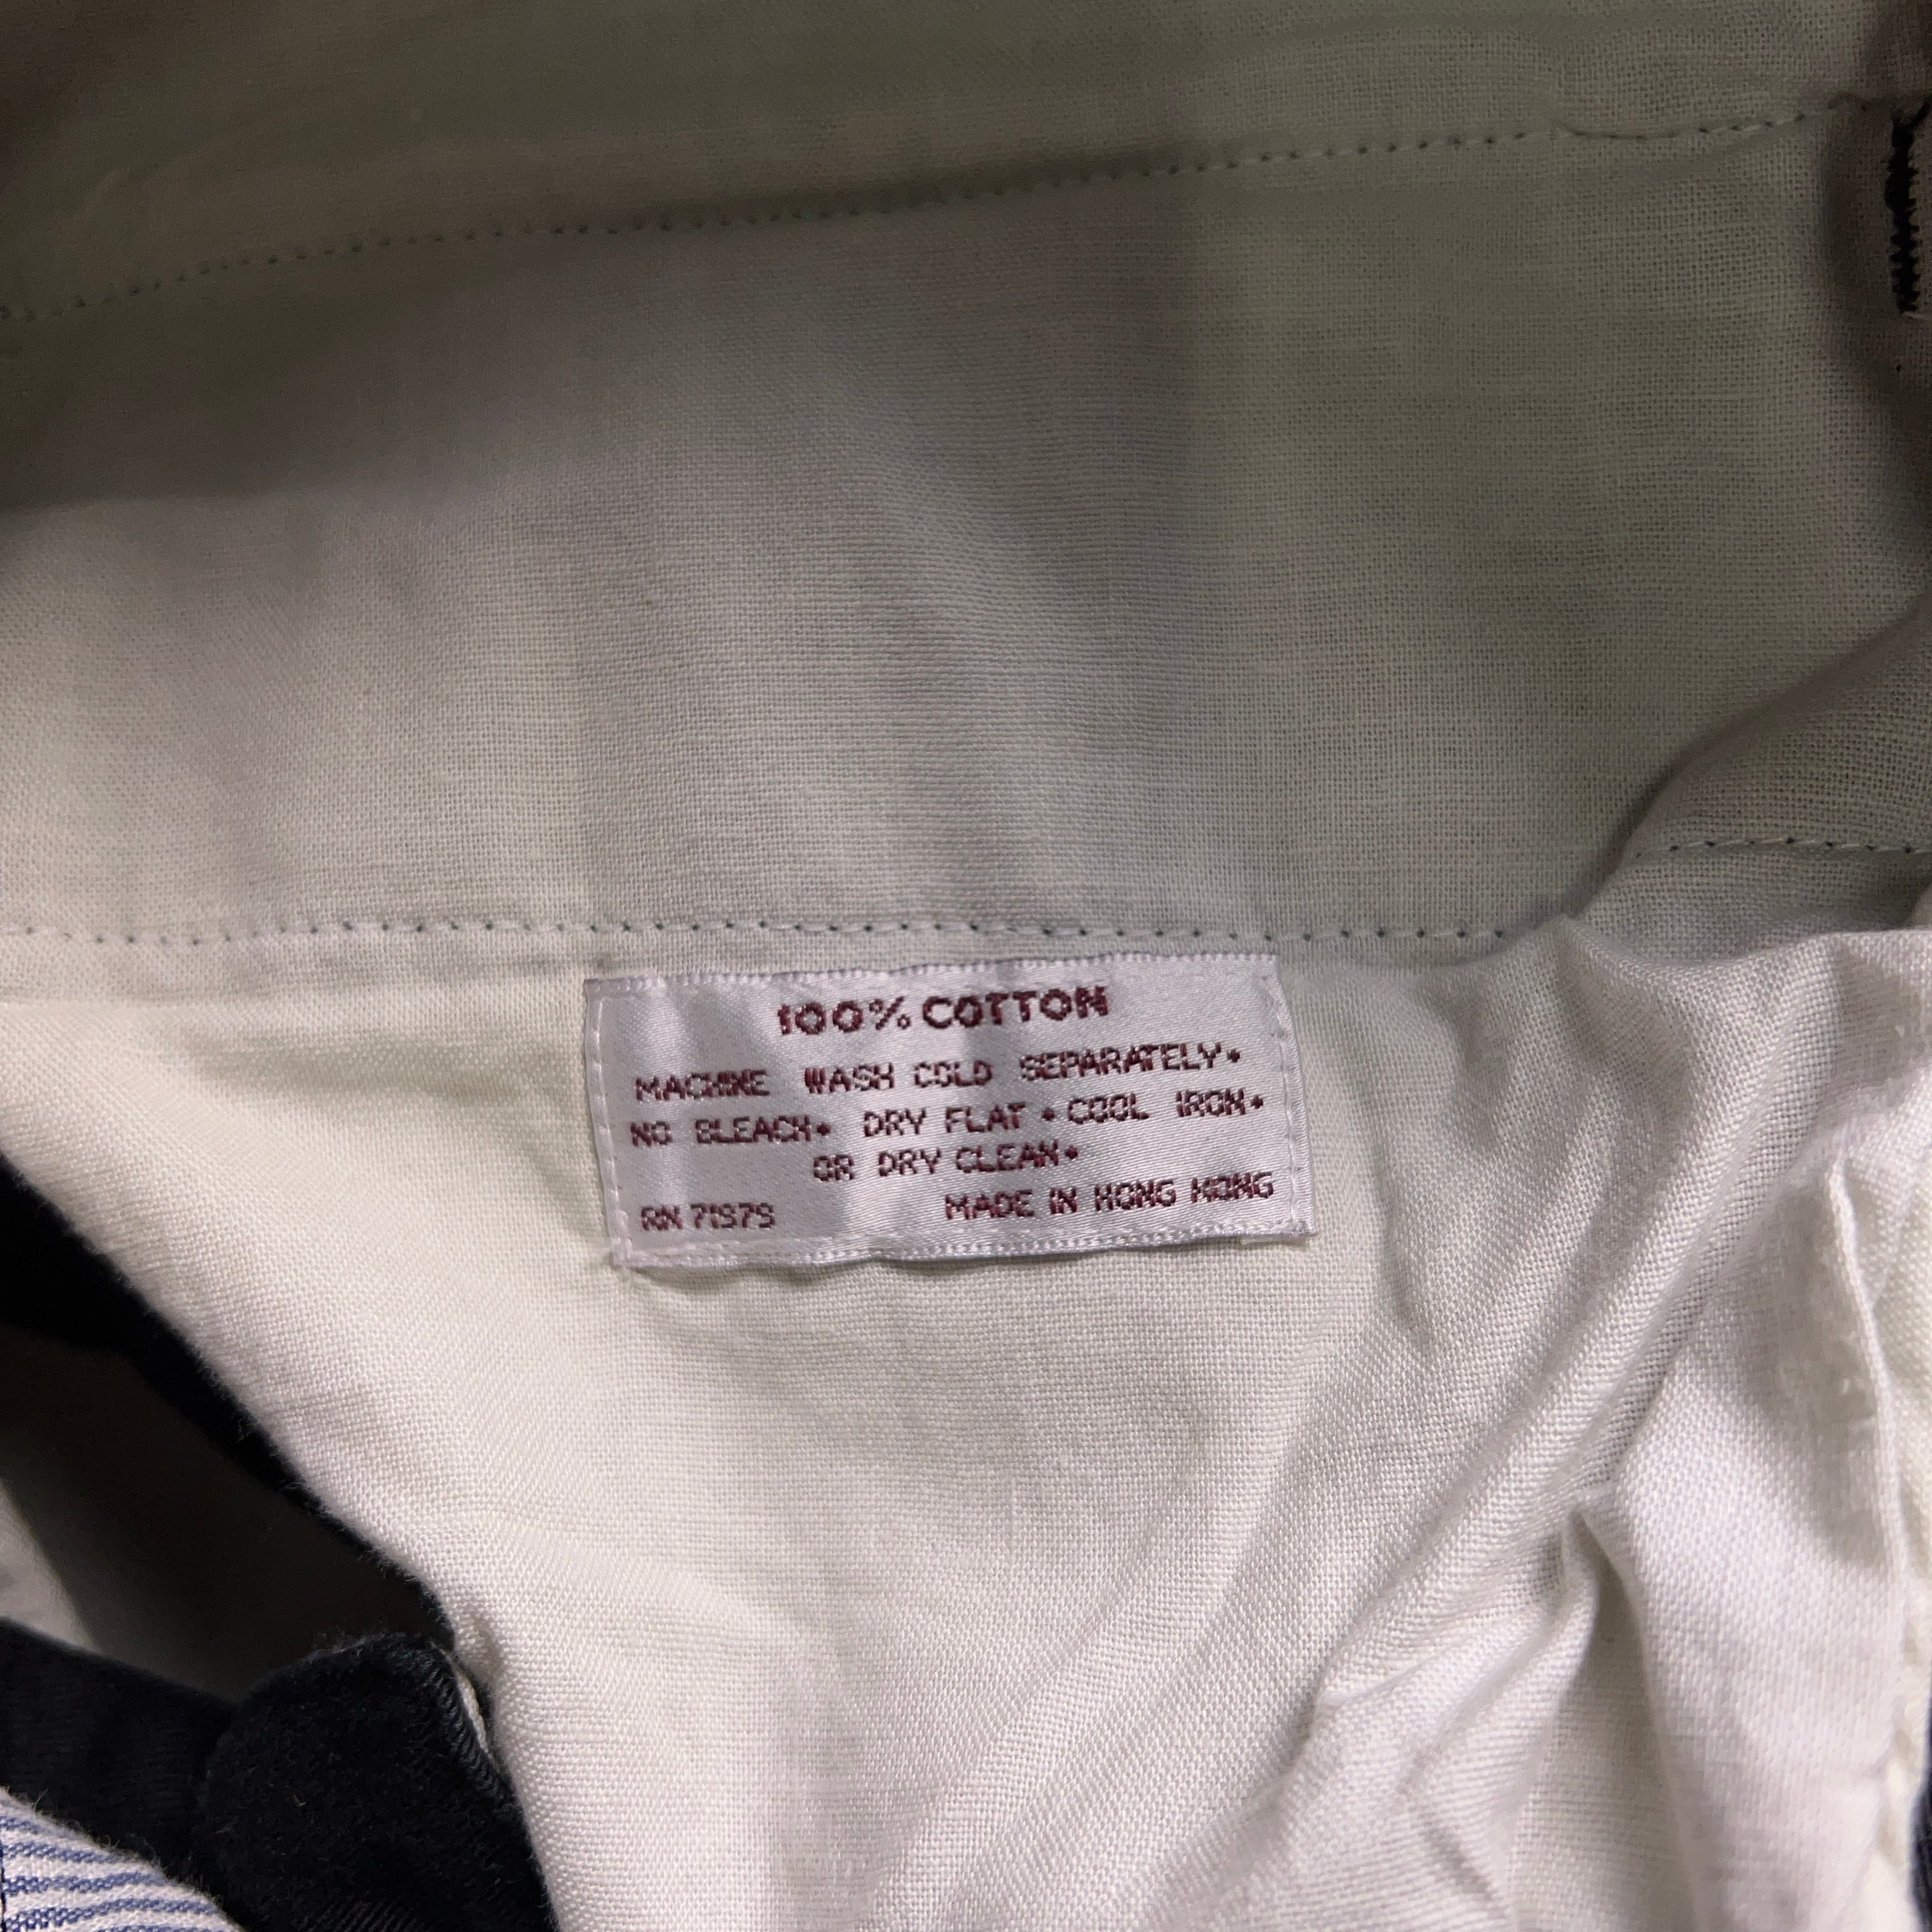 100% COTTON
MACHINE WASH COLD SEPARATELY•
NO BLEACH• DRY FLAT • COOL IRON•
OR DRY CLEAN•
RN 71979 MADE IN HONG KONG